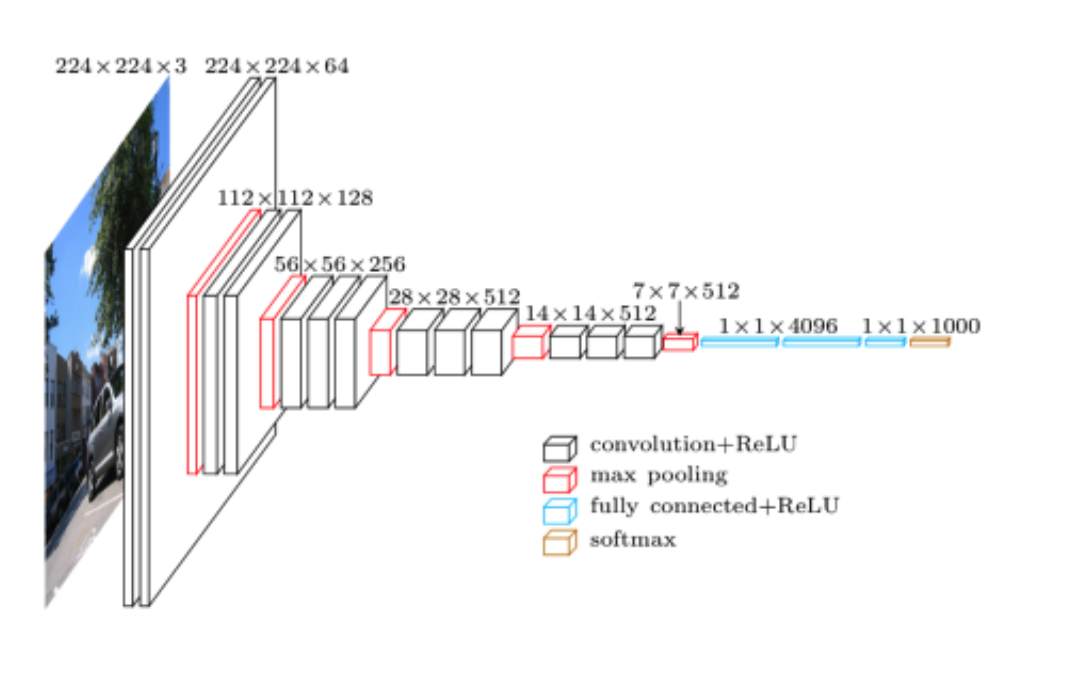 224×224×3
224×224×64
112×112×128
56×56×256
28×28×512
14×14×512
7×7×512
1×1×4096
1×1×1000
convolution+ReLU
max pooling
fully connected+ReLU
softmax